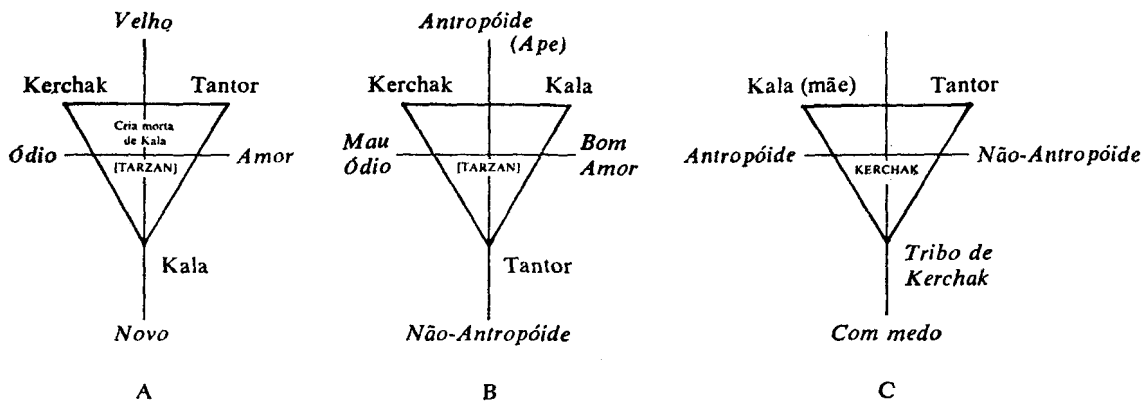 Velho
Kerchak Tantor
Cria morta
de Kala
Ódio Amor
[TARZAN]
Kala
Novo
A
Antropóide
(Ape)
Kerchak Kala
Mau
Ódio
Bom
Amor
[TARZAN]
Tantor
Não-Antropóide
B
Kala (mãe) Tantor
Antropóide Não-Antropóide
KERCHAK
Tribo de
Kerchak
Com medo
C